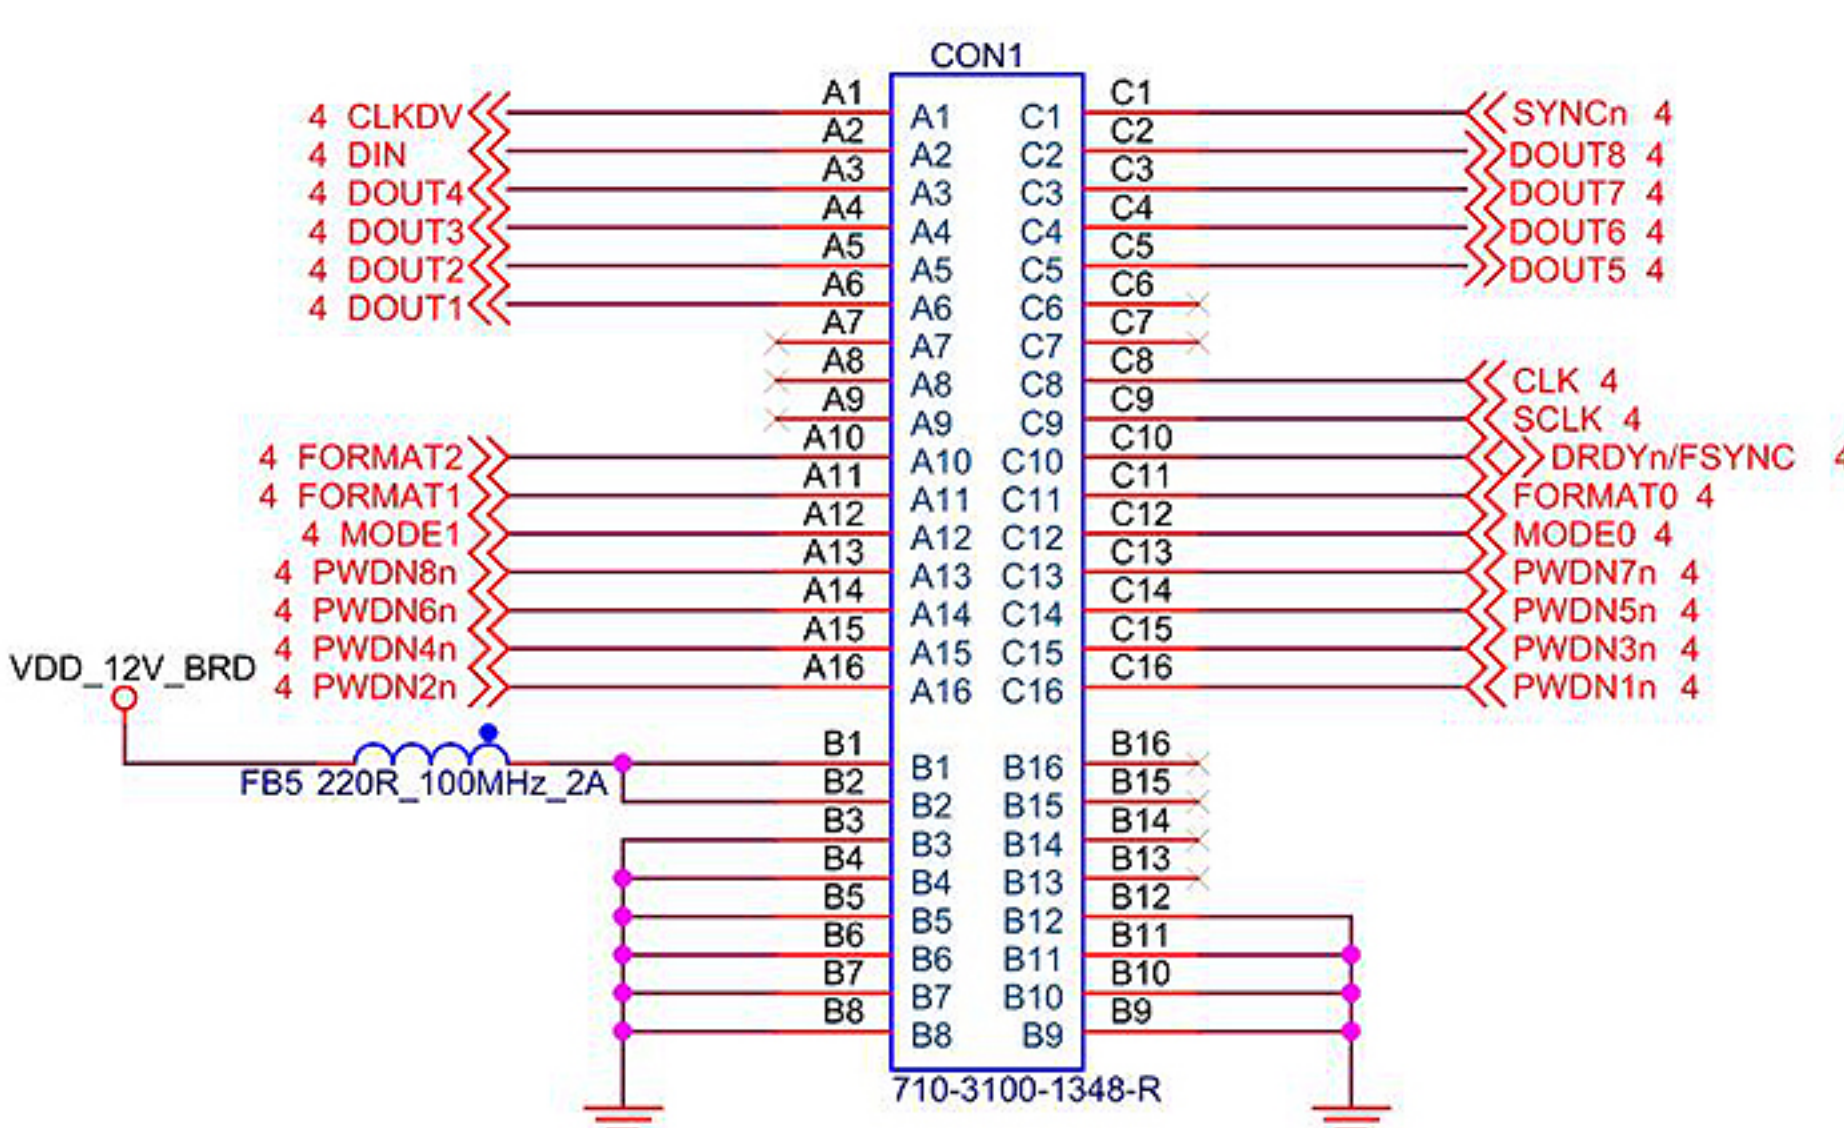 CON1
4 CLKDV A1 A1 C1 C1 SYNCn 4
4 DIN A2 A2 C2 C2 DOUT8 4
4 DOUT4 A3 A3 C3 C3 DOUT7 4
4 DOUT3 A4 A4 C4 C4 DOUT6 4
4 DOUT2 A5 A5 C5 C5 DOUT5 4
4 DOUT1 A6 A6 C6 C6
A7 A7 C7 C7
A8 A8 C8 C8 CLK 4
A9 A9 C9 C9 SCLK 4
4 FORMAT2 A10 A10 C10 C10 DRDYn/FSYNC 4
4 FORMAT1 A11 A11 C11 C11 FORMAT0 4
4 MODE1 A12 A12 C12 C12 MODE0 4
4 PWDN8n A13 A13 C13 C13 PWDN7n 4
4 PWDN6n A14 A14 C14 C14 PWDN5n 4
4 PWDN4n A15 A15 C15 C15 PWDN3n 4
VDD_12V_BRD
4 PWDN2n A16 A16 C16 C16 PWDN1n 4
B1 B1 B16 B16
FB5 220R_100MHz_2A
B2 B2 B15 B15
B3 B3 B14 B14
B4 B4 B13 B13
B5 B5 B12 B12
B6 B6 B11 B11
B7 B7 B10 B10
B8 B8 B9 B9
710-3100-1348-R